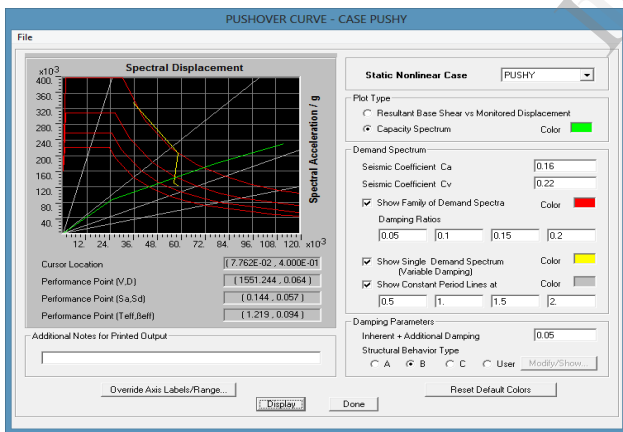 PUSHOVER CURVE - CASE PUSHY
File
Spectral Displacement
x10³
400.
360.
320.
280.
240.
200.
160.
120.
80.
40.
Spectral Acceleration / g
12. 24. 36. 48. 60. 72. 84. 96. 108. 120. x10³
Cursor Location (7.762E-02 , 4.000E-01
Performance Point (V,D) ( 1551.244 , 0.064 )
Performance Point (Sa,Sd) ( 0.144 , 0.057 )
Performance Point (Teff,βeff) ( 1.219 , 0.094 )
Additional Notes for Printed Output
Override Axis Labels/Range...
Static Nonlinear Case PUSHY
Plot Type
Resultant Base Shear vs Monitored Displacement
Capacity Spectrum Color
Demand Spectrum
Seismic Coefficient Ca 0.16
Seismic Coefficient Cv 0.22
Show Family of Demand Spectra Color
Damping Ratios
0.05 0.1 0.15 0.2
Show Single Demand Spectrum Color
(Variable Damping)
Show Constant Period Lines at Color
0.5 1. 1.5 2.
Damping Parameters
Inherent + Additional Damping 0.05
Structural Behavior Type
A B C User Modify/Show...
Reset Default Colors
Display Done